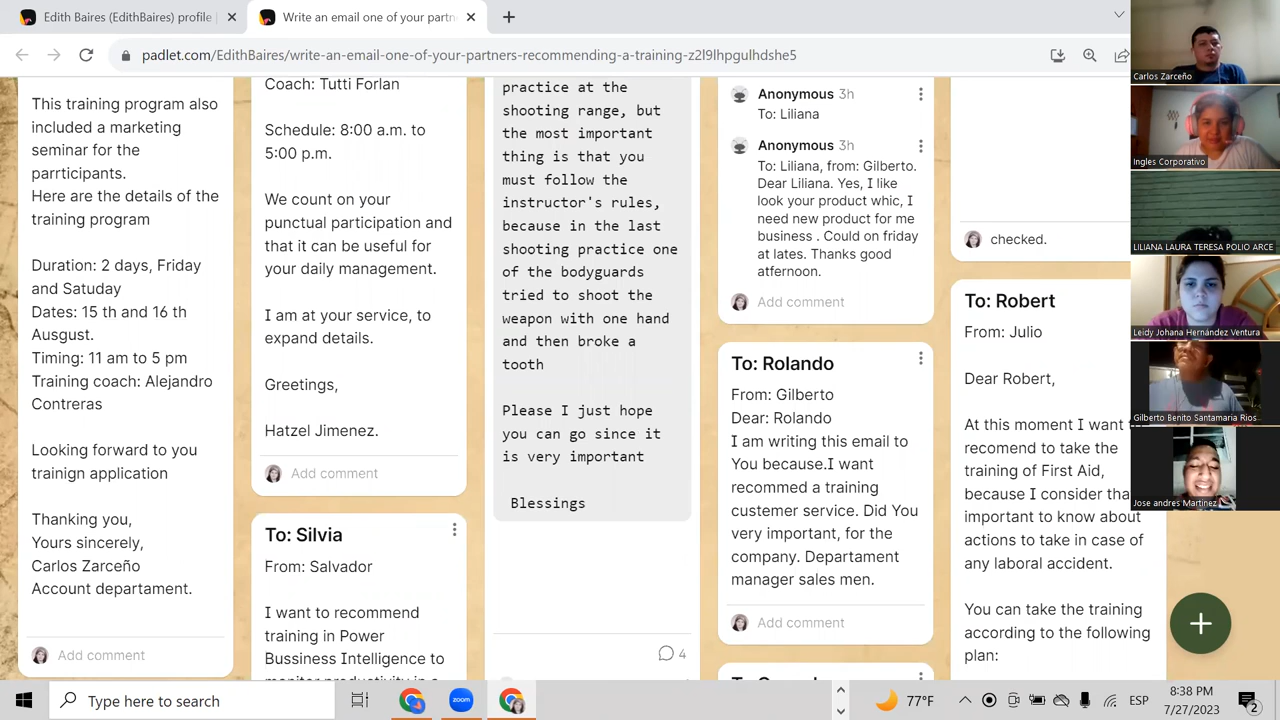 Edith Baires (EdithBaires) profile
Write an email one of your partn
padlet.com/EdithBaires/write-an-email-one-of-your-partners-recommending-a-training-z2l9lhpgulhdshe5
This training program also
included a marketing
seminar for the
parrticipants.
Here are the details of the
training program
Duration: 2 days, Friday
and Satuday
Dates: 15 th and 16 th
Ausgust.
Timing: 11 am to 5 pm
Training coach: Alejandro
Contreras
Looking forward to you
trainign application
Thanking you,
Yours sincerely,
Carlos Zarceño
Account departament.
Add comment
Coach: Tutti Forlan
Schedule: 8:00 a.m. to
5:00 p.m.
We count on your
punctual participation and
that it can be useful for
your daily management.
I am at your service, to
expand details.
Greetings,
Hatzel Jimenez.
Add comment
To: Silvia
From: Salvador
I want to recommend
training in Power
Bussiness Intelligence to
monitor productivity in a
practice at the
shooting range, but
the most important
thing is that you
must follow the
instructor's rules,
because in the last
shooting practice one
of the bodyguards
tried to shoot the
weapon with one hand
and then broke a
tooth
Please I just hope
you can go since it
is very important
Blessings
4
Anonymous 3h
To: Liliana
Anonymous 3h
To: Liliana, from: Gilberto.
Dear Liliana. Yes, I like
look your product whic, I
need new product for me
business . Could on friday
at lates. Thanks good
atfernoon.
Add comment
To: Rolando
From: Gilberto
Dear: Rolando
I am writing this email to
You because.I want
recommed a training
custemer service. Did You
very important, for the
company. Departament
manager sales men.
Add comment
checked.
To: Robert
From: Julio
Dear Robert,
At this moment I want
recomend to take the
training of First Aid,
because I consider tha
important to know about
actions to take in case of
any laboral accident.
You can take the training
according to the following
plan:
Carlos Zarceño
Ingles Corporativo
LILIANA LAURA TERESA POLIO ARCE
Leidy Johana Hernández Ventura
Gilberto Benito Santamaria Rios
Jose andres Martinez
Type here to search
zoom
77°F
ESP
8:38 PM
7/27/2023
2